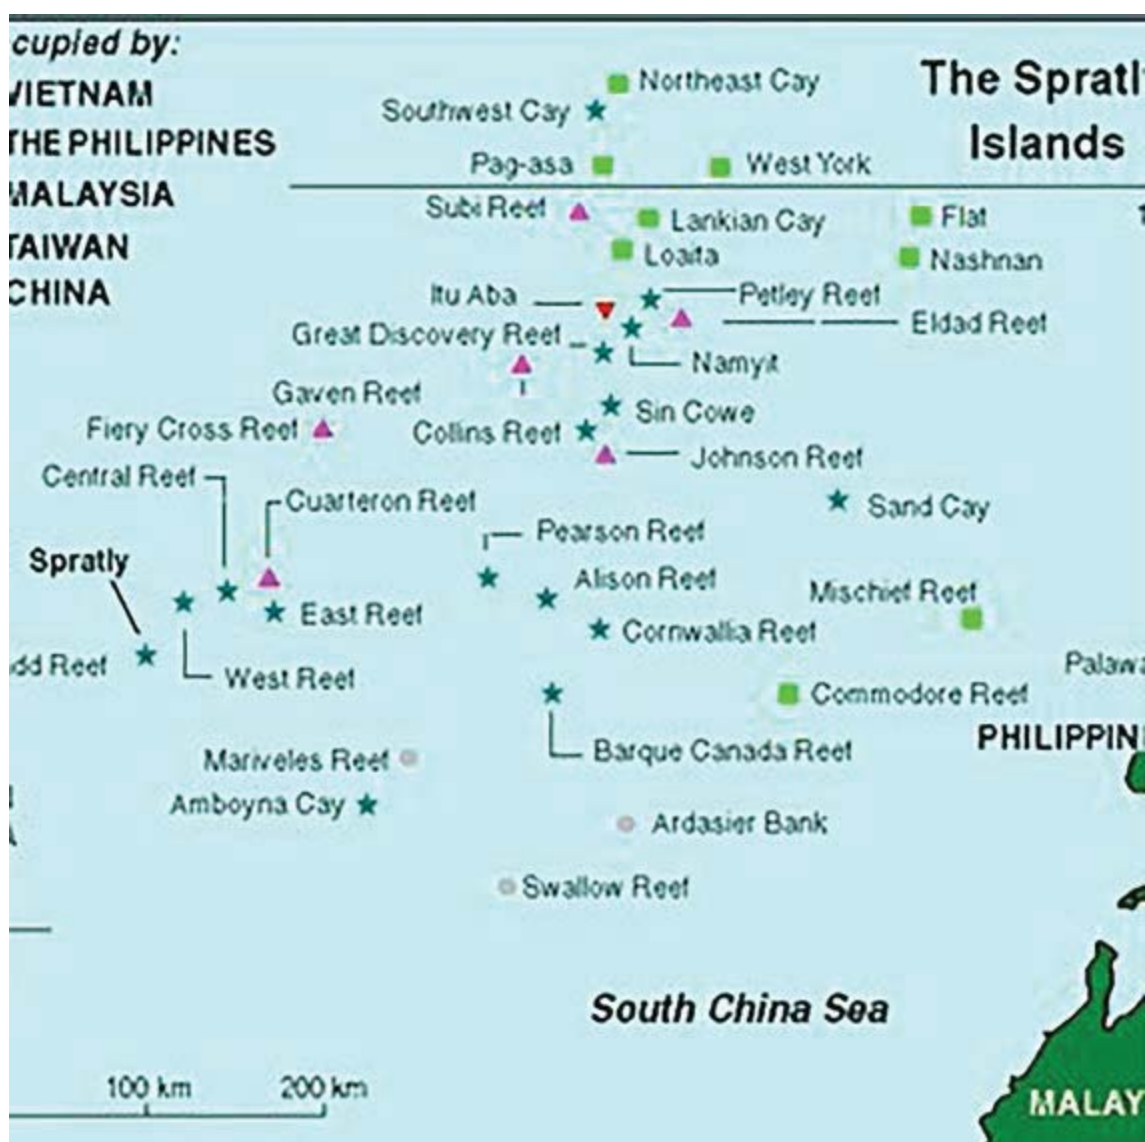 cupied by:
VIETNAM
THE PHILIPPINES
MALAYSIA
TAIWAN
CHINA
The Spratly
Islands
Northeast Cay
Southwest Cay
Pag-asa
West York
Subi Reef
Lankian Cay
Flat
Loaita
Nashnan
Itu Aba
Petley Reef
Great Discovery Reef
Eldad Reef
Namyit
Gaven Reef
Sin Cowe
Fiery Cross Reef
Collins Reef
Johnson Reef
Central Reef
Cuarteron Reef
Sand Cay
Pearson Reef
Spratly
Alison Reef
Mischief Reef
East Reef
Cornwallia Reef
dd Reef
West Reef
Palawa
Commodore Reef
PHILIPPIN
Barque Canada Reef
Mariveles Reef
Amboyna Cay
Ardasier Bank
Swallow Reef
South China Sea
100 km
200 km
MALAY